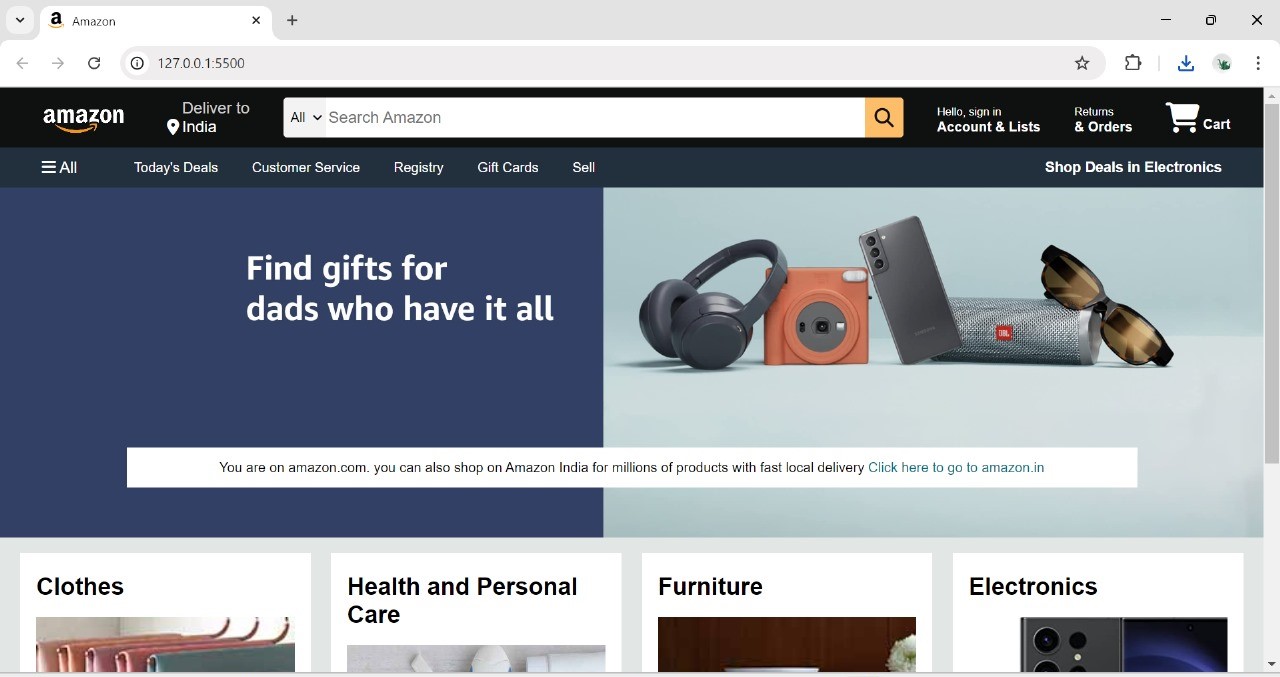 Amazon
127.0.0.1:5500
amazon
Deliver to
India
All
Search Amazon
Hello, sign in
Account & Lists
Returns
& Orders
Cart
All
Today's Deals
Customer Service
Registry
Gift Cards
Sell
Shop Deals in Electronics
Find gifts for
dads who have it all
JBL
You are on amazon.com. you can also shop on Amazon India for millions of products with fast local delivery Click here to go to amazon.in
Clothes
Health and Personal
Care
Furniture
Electronics